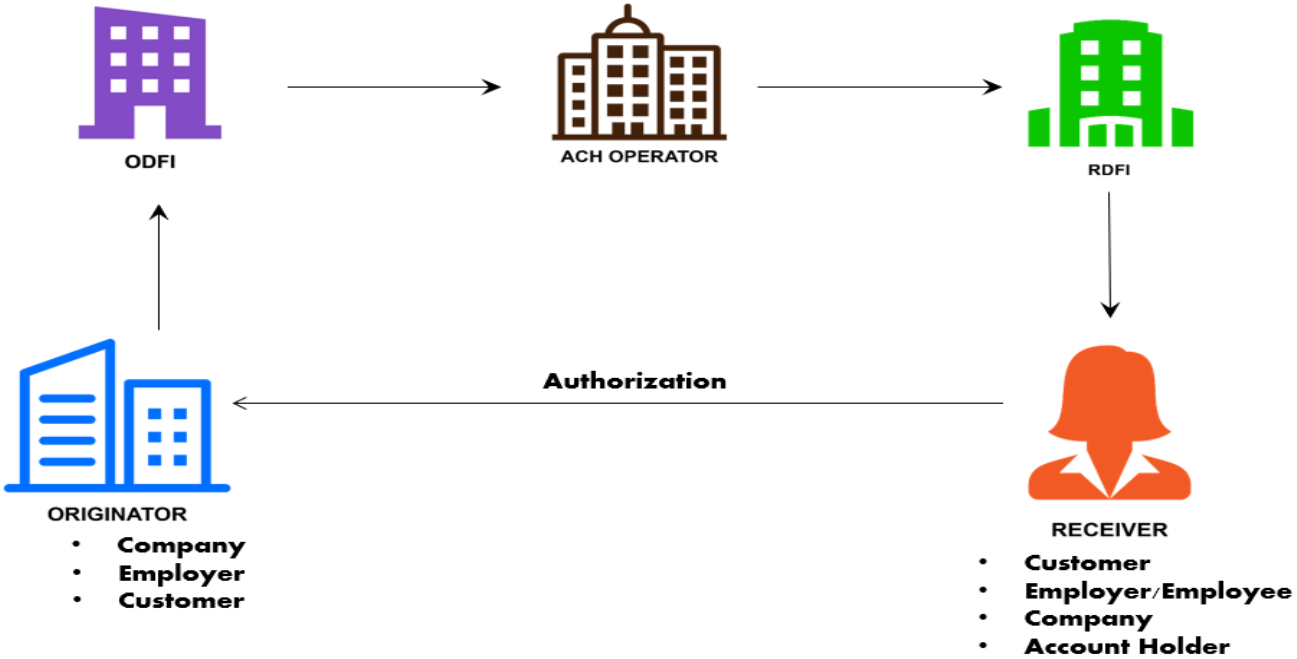 ODFI
ACH OPERATOR
RDFI
Authorization
ORIGINATOR
• Company
• Employer
• Customer
RECEIVER
• Customer
• Employer/Employee
• Company
• Account Holder